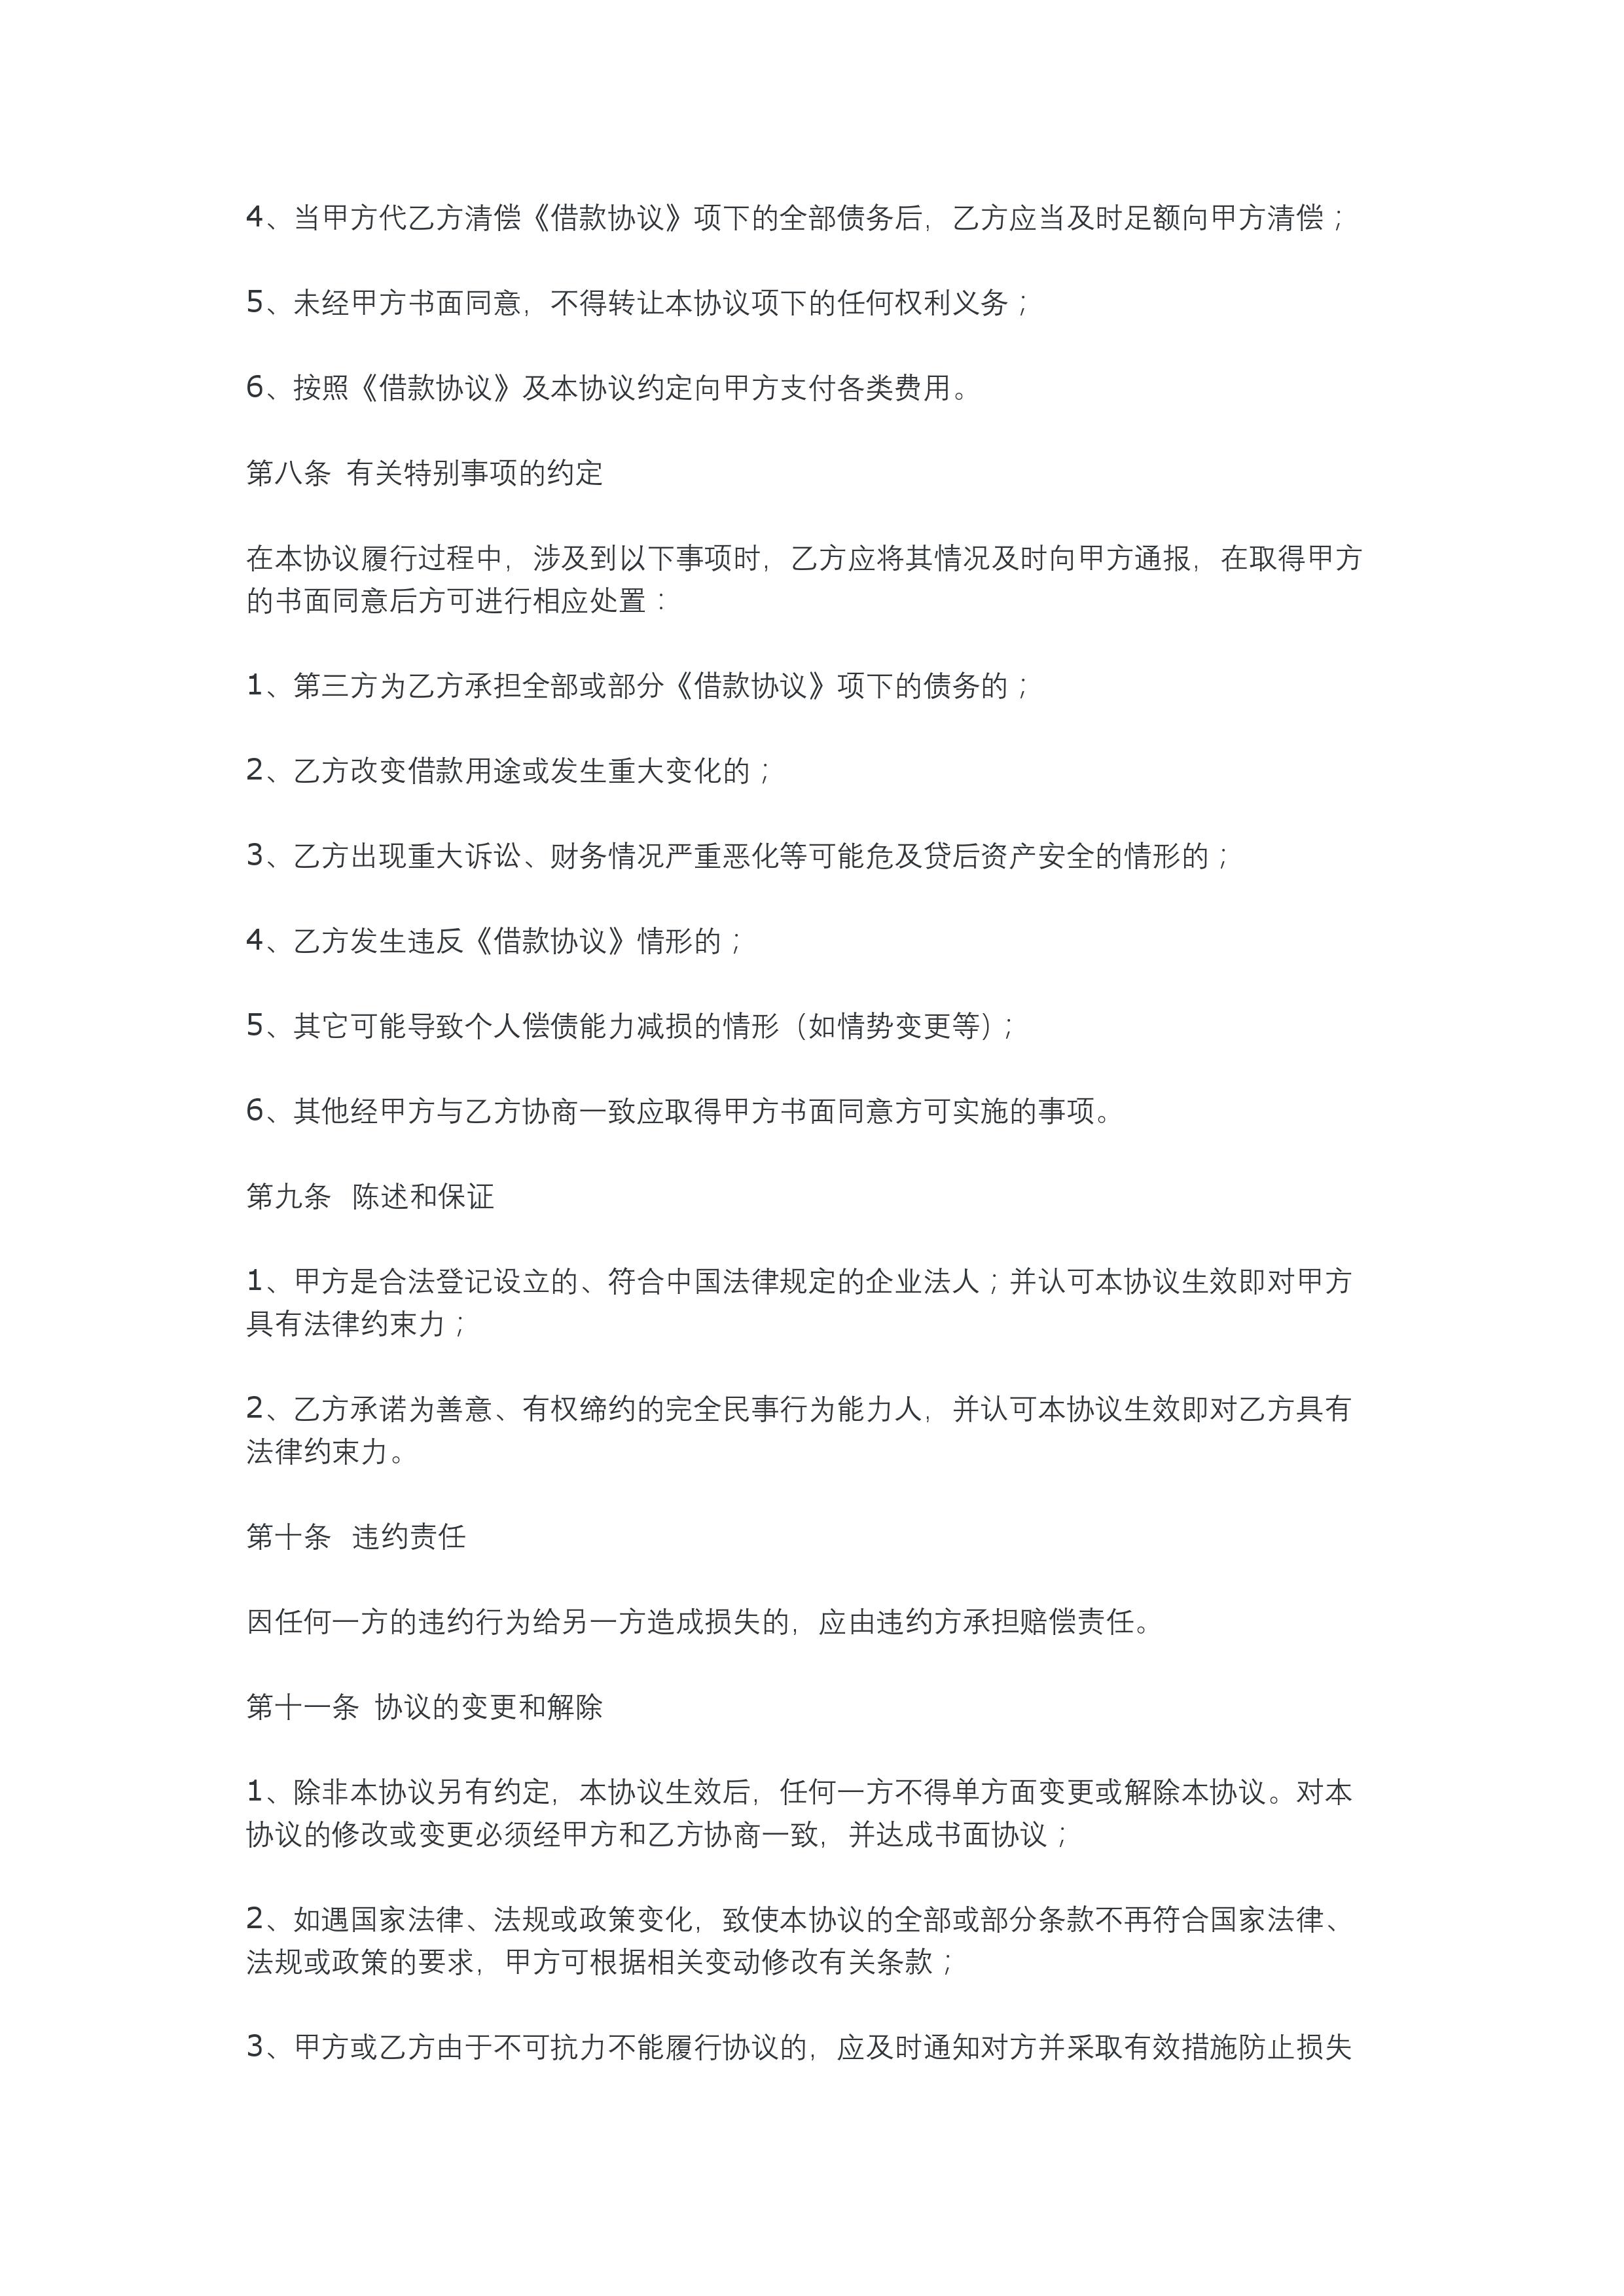 4、当甲方代乙方清偿《借款协议》项下的全部债务后，乙方应当及时足额向甲方清偿；
5、未经甲方书面同意，不得转让本协议项下的任何权利义务；
6、按照《借款协议》及本协议约定向甲方支付各类费用。
第八条 有关特别事项的约定
在本协议履行过程中，涉及到以下事项时，乙方应将其情况及时向甲方通报，在取得甲方
的书面同意后方可进行相应处置：
1、第三方为乙方承担全部或部分《借款协议》项下的债务的；
2、乙方改变借款用途或发生重大变化的；
3、乙方出现重大诉讼、财务情况严重恶化等可能危及贷后资产安全的情形的；
4、乙方发生违反《借款协议》情形的；
5、其它可能导致个人偿债能力减损的情形（如情势变更等）；
6、其他经甲方与乙方协商一致应取得甲方书面同意方可实施的事项。
第九条 陈述和保证
1、甲方是合法登记设立的、符合中国法律规定的企业法人；并认可本协议生效即对甲方
具有法律约束力；
2、乙方承诺为善意、有权缔约的完全民事行为能力人，并认可本协议生效即对乙方具有
法律约束力。
第十条 违约责任
因任何一方的违约行为给另一方造成损失的，应由违约方承担赔偿责任。
第十一条 协议的变更和解除
1、除非本协议另有约定，本协议生效后，任何一方不得单方面变更或解除本协议。对本
协议的修改或变更必须经甲方和乙方协商一致，并达成书面协议；
2、如遇国家法律、法规或政策变化，致使本协议的全部或部分条款不再符合国家法律、
法规或政策的要求，甲方可根据相关变动修改有关条款；
3、甲方或乙方由于不可抗力不能履行协议的，应及时通知对方并采取有效措施防止损失